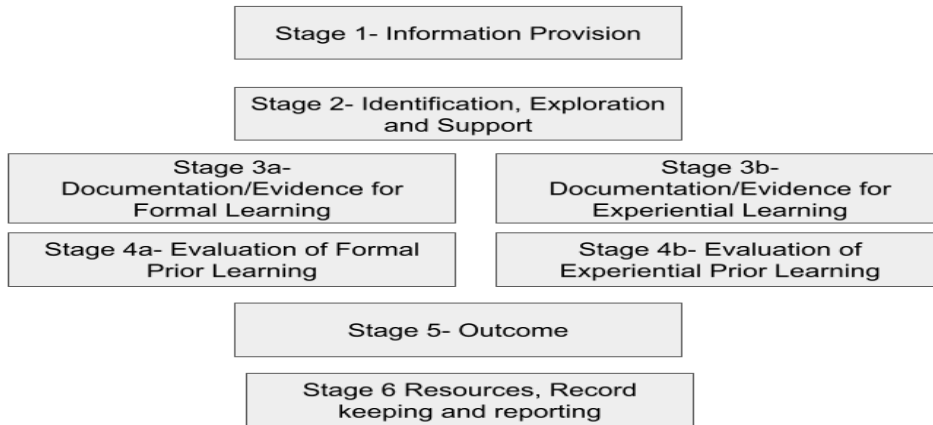 Stage 1- Information Provision
Stage 2- Identification, Exploration
and Support
Stage 3a-
Documentation/Evidence for
Formal Learning
Stage 3b-
Documentation/Evidence for
Experiential Learning
Stage 4a- Evaluation of Formal
Prior Learning
Stage 4b- Evaluation of
Experiential Prior Learning
Stage 5- Outcome
Stage 6 Resources, Record
keeping and reporting